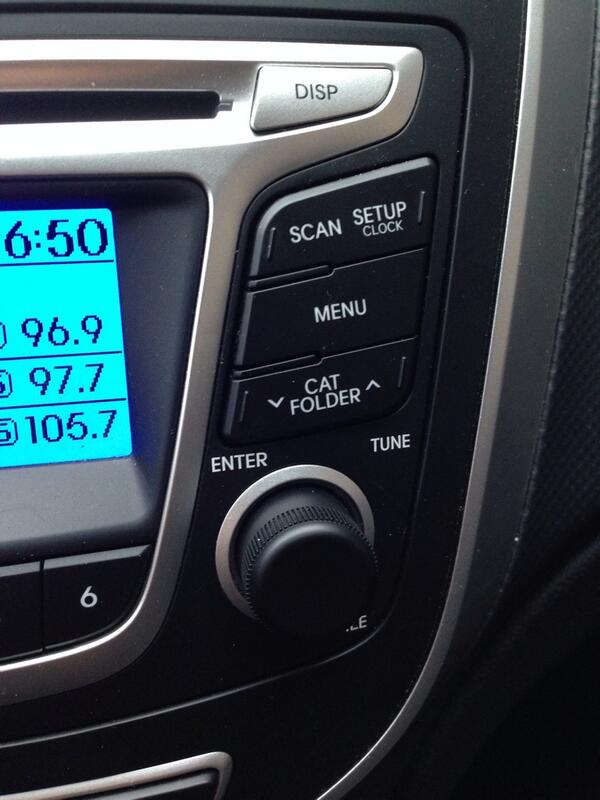 DISP
SCAN SETUP
CLOCK
6:50
MENU
96.9
97.7
105.7
CAT
FOLDER
TUNE
ENTER
6